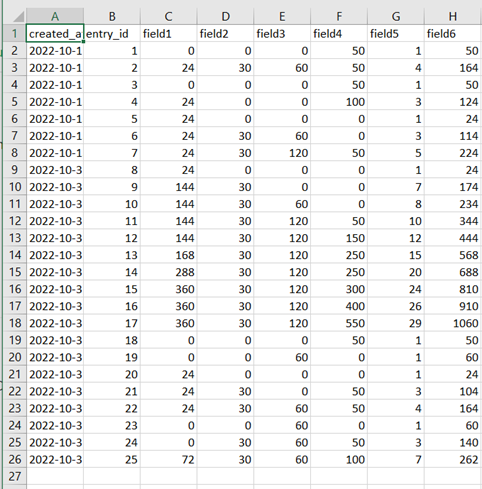 A B C D E F G H
1 created_a entry_id field1 field2 field3 field4 field5 field6
2 2022-10-1 1 0 0 0 50 1 50
3 2022-10-1 2 24 30 60 50 4 164
4 2022-10-1 3 0 0 0 50 1 50
5 2022-10-1 4 24 0 0 100 3 124
6 2022-10-1 5 24 0 0 0 1 24
7 2022-10-1 6 24 30 60 0 3 114
8 2022-10-1 7 24 30 120 50 5 224
9 2022-10-3 8 24 0 0 0 1 24
10 2022-10-3 9 144 30 0 0 7 174
11 2022-10-3 10 144 30 60 0 8 234
12 2022-10-3 11 144 30 120 50 10 344
13 2022-10-3 12 144 30 120 150 12 444
14 2022-10-3 13 168 30 120 250 15 568
15 2022-10-3 14 288 30 120 250 20 688
16 2022-10-3 15 360 30 120 300 24 810
17 2022-10-3 16 360 30 120 400 26 910
18 2022-10-3 17 360 30 120 550 29 1060
19 2022-10-3 18 0 0 0 50 1 50
20 2022-10-3 19 0 0 60 0 1 60
21 2022-10-3 20 24 0 0 0 1 24
22 2022-10-3 21 24 30 0 50 3 104
23 2022-10-3 22 24 30 60 50 4 164
24 2022-10-3 23 0 0 60 0 1 60
25 2022-10-3 24 0 30 60 50 3 140
26 2022-10-3 25 72 30 60 100 7 262
27